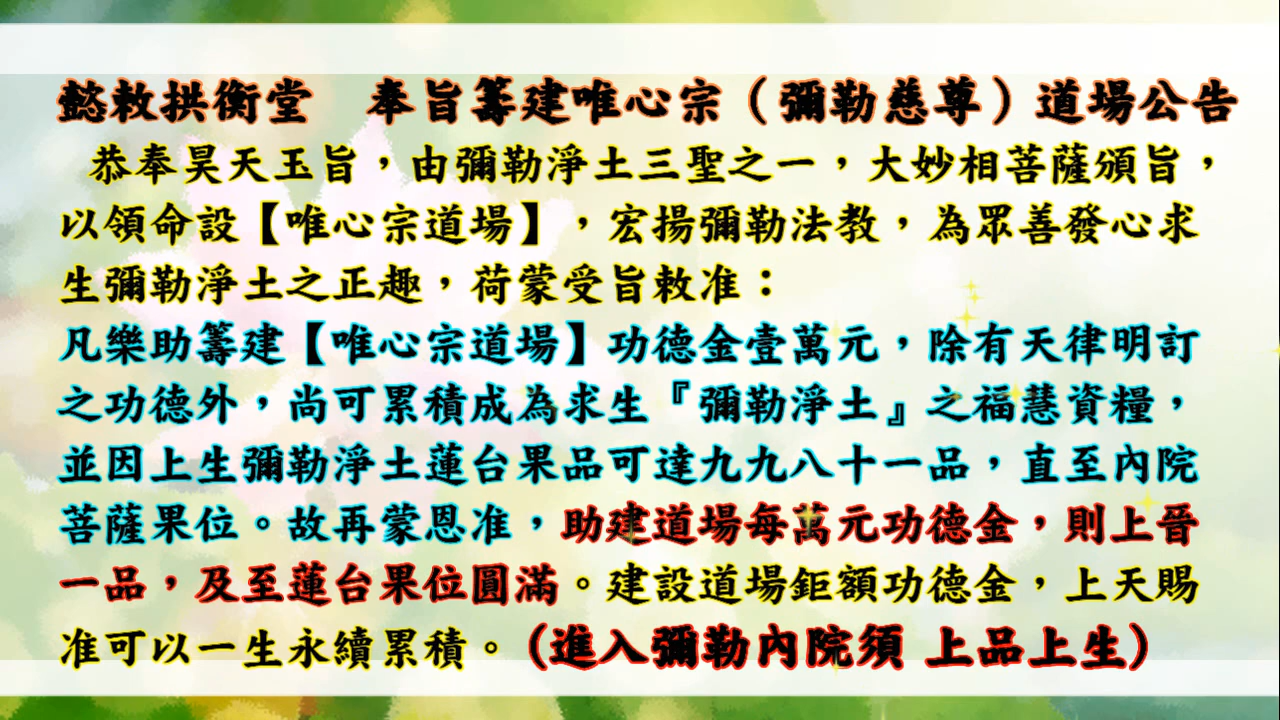 懿敕拱衡堂　奉旨籌建唯心宗（彌勒慈尊）道場公告
恭奉昊天玉旨，由彌勒淨土三聖之一，大妙相菩薩頒旨，
以領命設【唯心宗道場】，宏揚彌勒法教，為眾善發心求
生彌勒淨土之正趣，荷蒙受旨敕准：
凡樂助籌建【唯心宗道場】功德金壹萬元，除有天律明訂
之功德外，尚可累積成為求生『彌勒淨土』之福慧資糧，
並因上生彌勒淨土蓮台果品可達九九八十一品，直至內院
菩薩果位。故再蒙恩准，助建道場每萬元功德金，則上晉
一品，及至蓮台果位圓滿。建設道場鉅額功德金，上天賜
准可以一生永續累積。(進入彌勒內院須 上品上生)